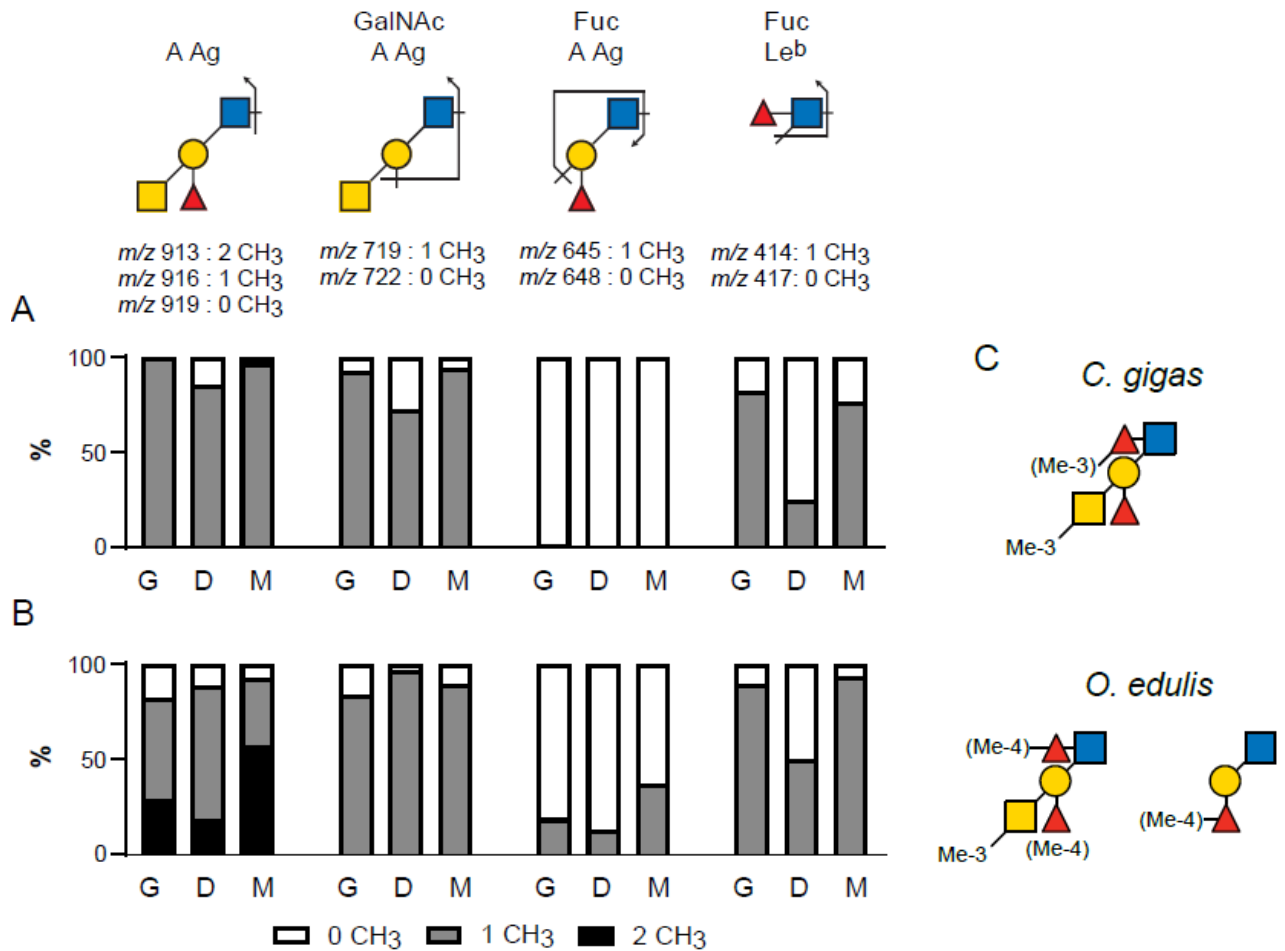 GalNAc
Fuc
Fuc
A Ag
A Ag
A Ag
Leᵇ
m/z 913 : 2 CH₃
m/z 916 : 1 CH₃
m/z 919 : 0 CH₃
m/z 719 : 1 CH₃
m/z 722 : 0 CH₃
m/z 645 : 1 CH₃
m/z 648 : 0 CH₃
m/z 414: 1 CH₃
m/z 417: 0 CH₃
A
100
50
0
%
G D M G D M G D M G D M
B
100
50
0
%
G D M G D M G D M G D M
0 CH₃ 1 CH₃ 2 CH₃
C
C. gigas
(Me-3)
Me-3
O. edulis
(Me-4)
Me-3
(Me-4)
(Me-4)